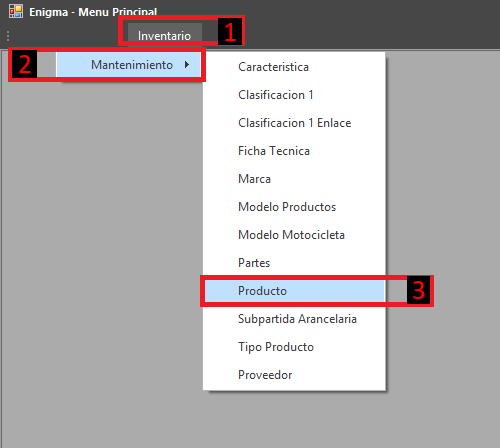 Enigma - Menu Principal
Inventario 1
2 Mantenimiento
Caracteristica
Clasificacion 1
Clasificacion 1 Enlace
Ficha Tecnica
Marca
Modelo Productos
Modelo Motocicleta
Partes
Producto 3
Subpartida Arancelaria
Tipo Producto
Proveedor